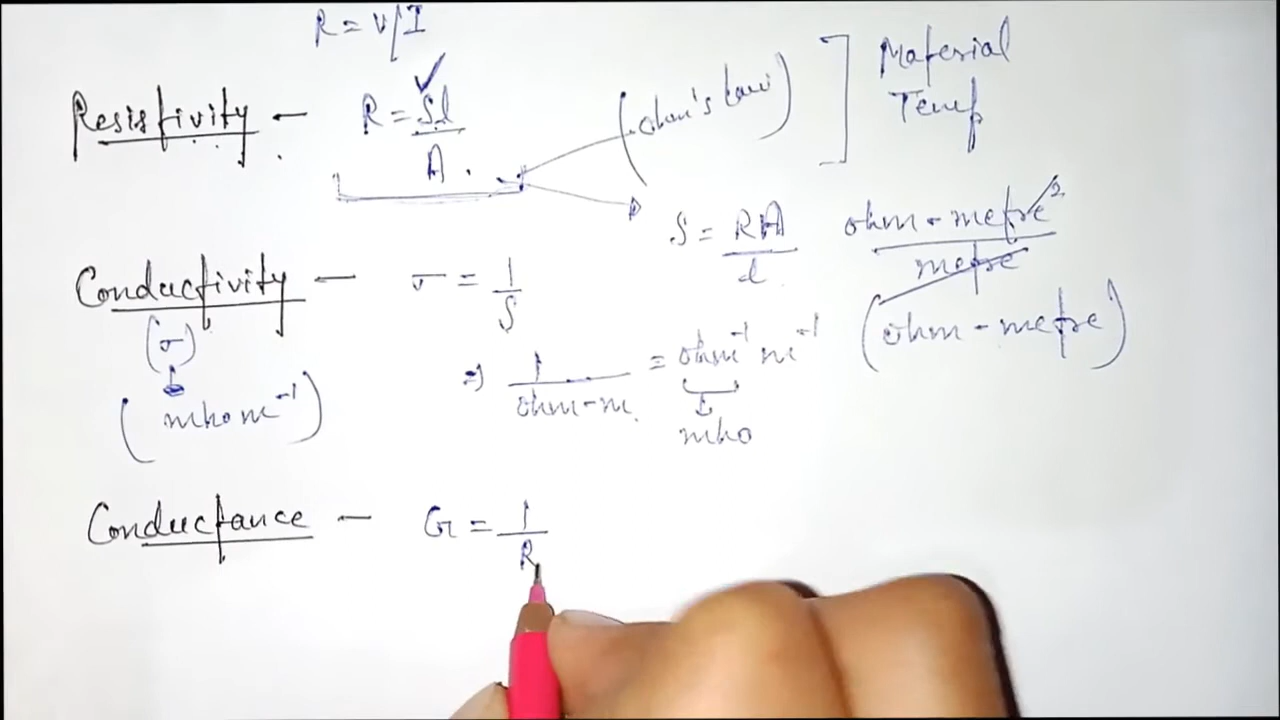 R = V/I
Resistivity - R = Sl / A
(ohm's law)
] Material
Temp
S = RA / l
ohm - metre² / metre
(ohm - metre)
Conductivity - σ = 1 / S
(σ)
(mho m⁻¹)
⇒ 1 / ohm - m = ohm⁻¹ m⁻¹
mho
Conductance - G = 1 / R